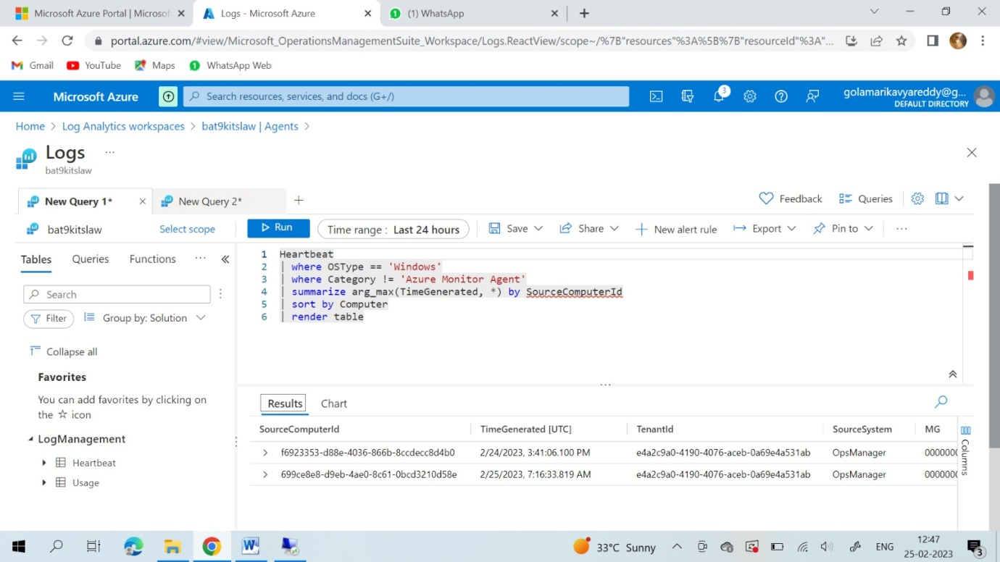 Microsoft Azure Portal | Microsof
Logs - Microsoft Azure
(1) WhatsApp
portal.azure.com/#view/Microsoft_OperationsManagementSuite_Workspace/Logs.ReactView/scope~/%7B"resources"%3A%5B%7B"resourceId"%3A"...
Gmail
YouTube
Maps
WhatsApp Web
Microsoft Azure
Search resources, services, and docs (G+/)
3
golamarikavyareddy@g...
DEFAULT DIRECTORY
Home > Log Analytics workspaces > bat9kitslaw | Agents >
Logs ...
bat9kitslaw
New Query 1*
New Query 2*
Feedback
Queries
bat9kitslaw
Select scope
Run
Time range : Last 24 hours
Save
Share
New alert rule
Export
Pin to
...
Tables
Queries
Functions
...
Search
Filter
Group by: Solution
Collapse all
Favorites
You can add favorites by clicking on
the ☆ icon
LogManagement
Heartbeat
Usage
1 Heartbeat
2 | where OSType == 'Windows'
3 | where Category != 'Azure Monitor Agent'
4 | summarize arg_max(TimeGenerated, *) by SourceComputerId
5 | sort by Computer
6 | render table
Results
Chart
SourceComputerId TimeGenerated [UTC] TenantId SourceSystem MG
f6923353-d88e-4036-866b-8ccdecc8d4b0 2/24/2023, 3:41:06.100 PM e4a2c9a0-4190-4076-aceb-0a69e4a531ab OpsManager 0000000
699ce8e8-d9eb-4ae0-8c61-0bcd3210d58e 2/25/2023, 7:16:33.819 AM e4a2c9a0-4190-4076-aceb-0a69e4a531ab OpsManager 0000000
Columns
33°C Sunny
ENG
12:47
25-02-2023
3